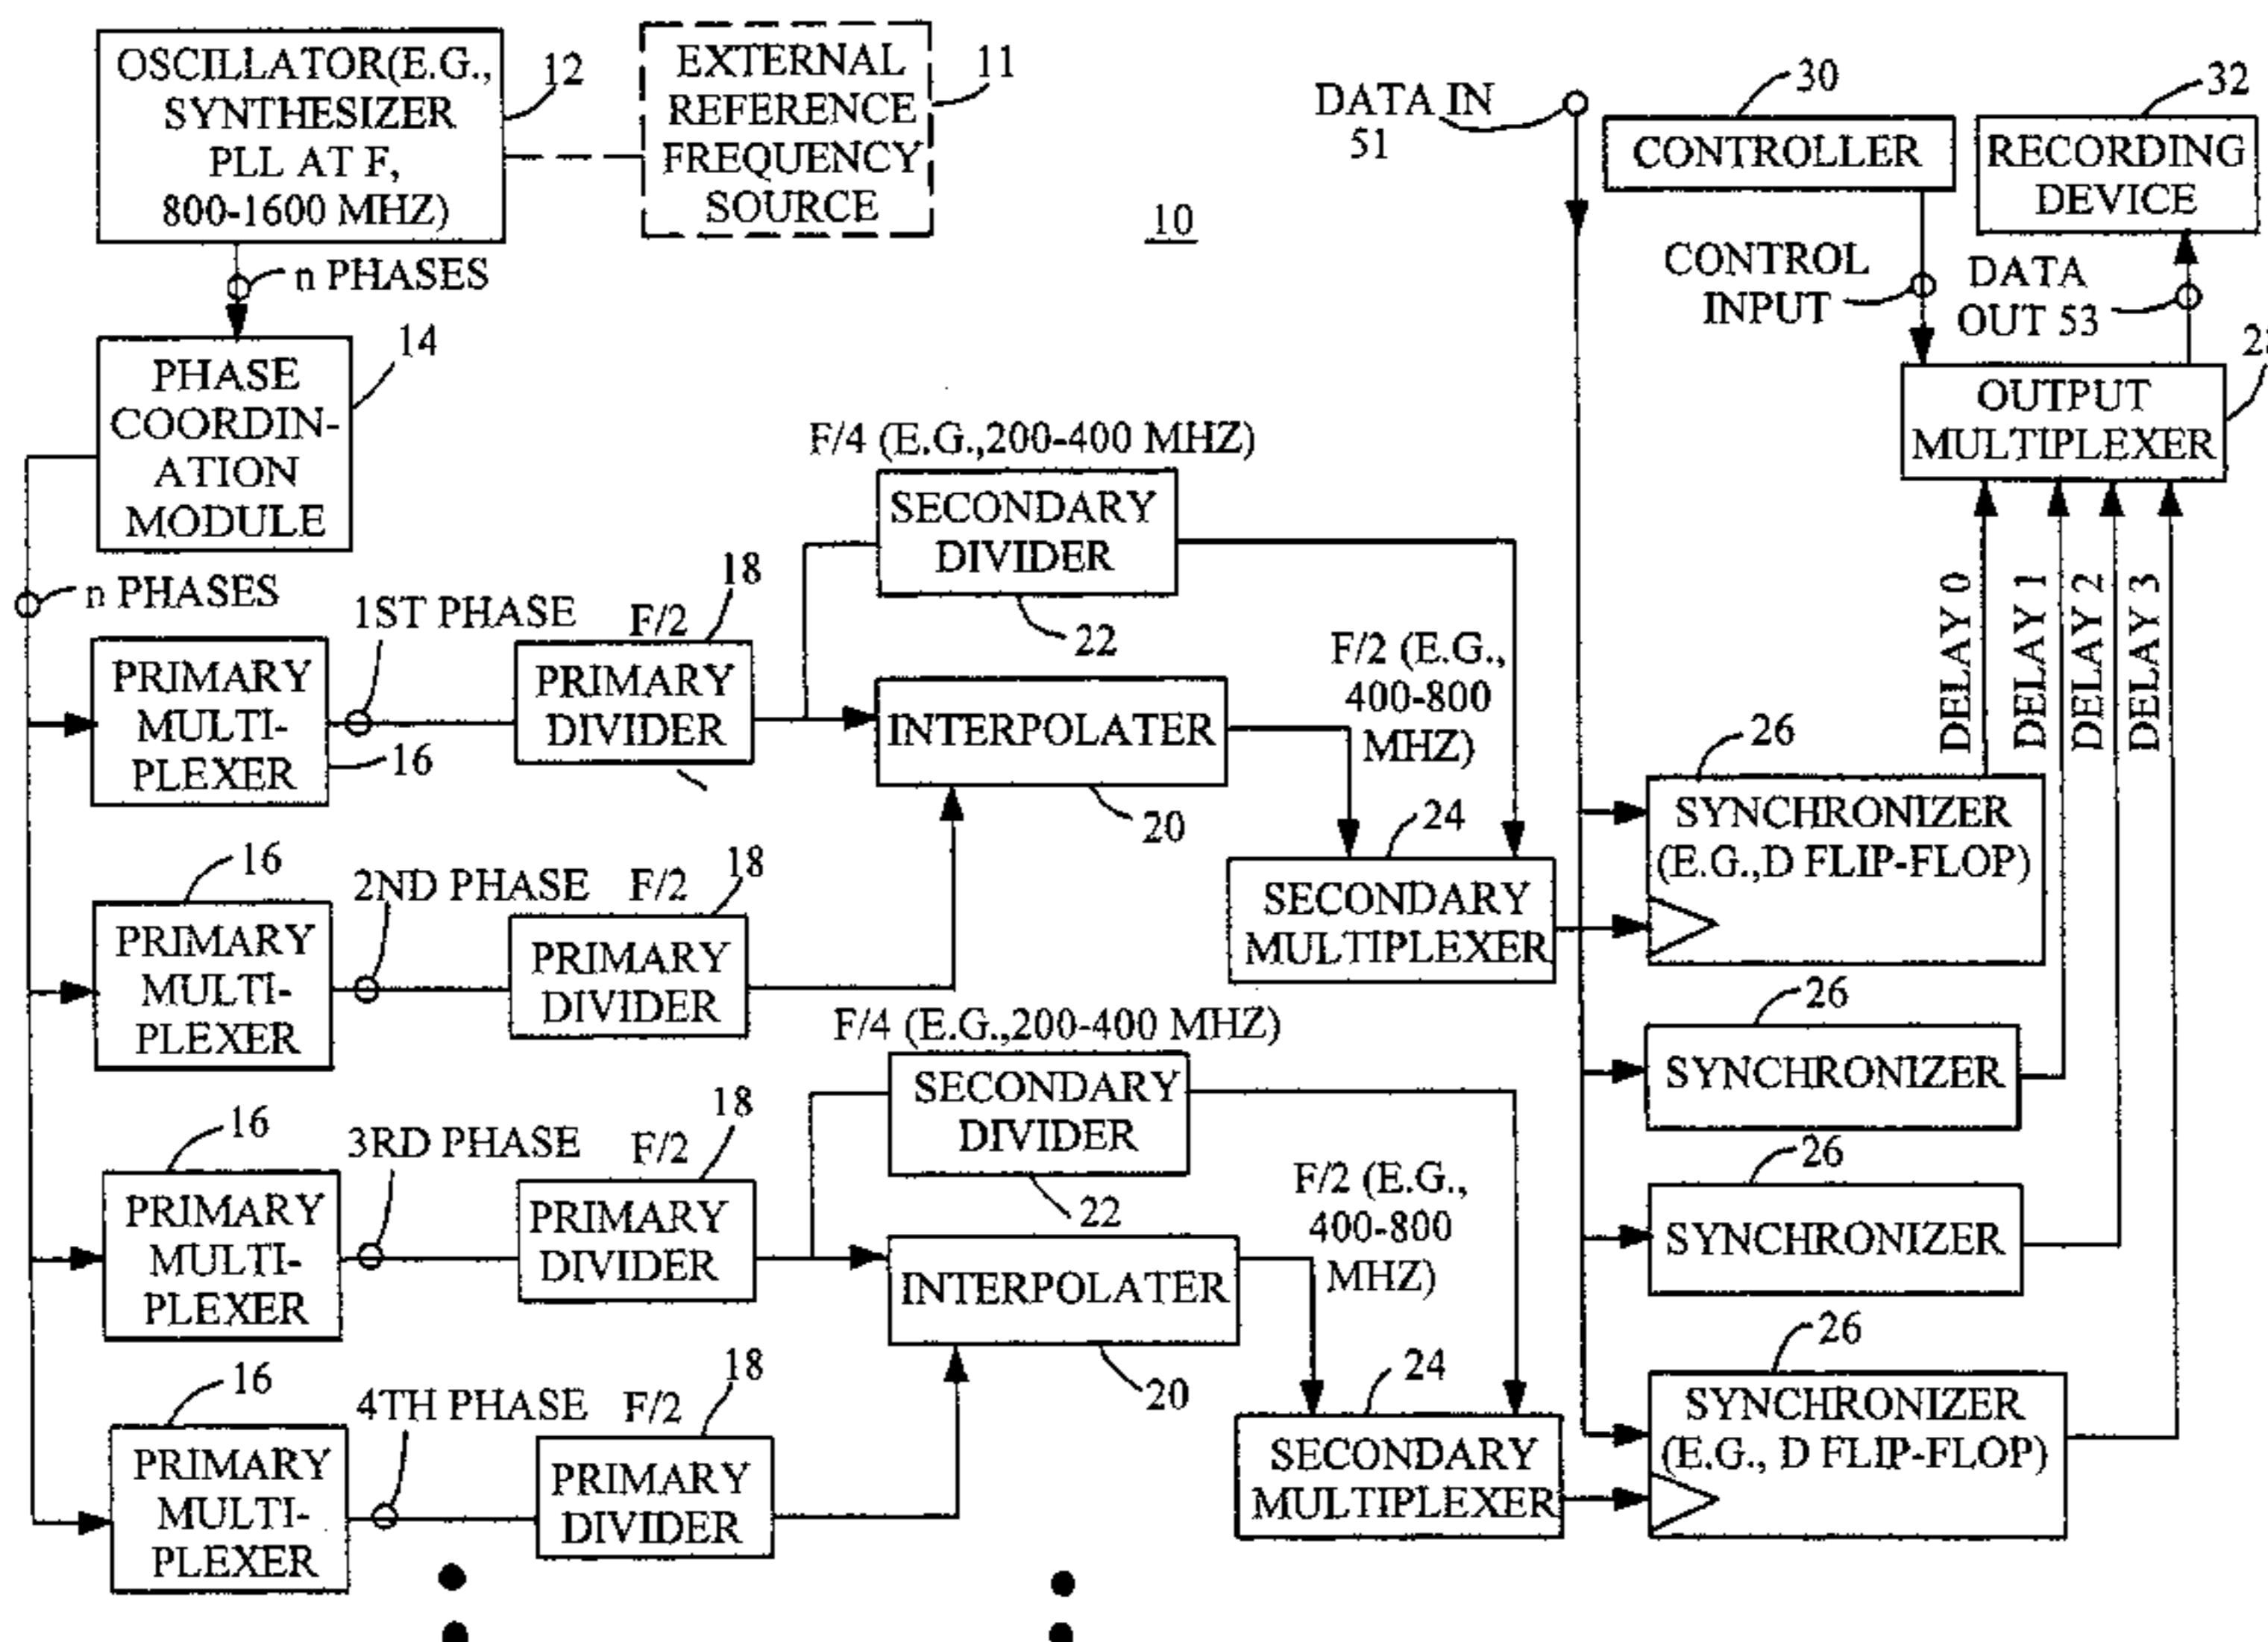 OSCILLATOR(E.G.,
SYNTHESIZER
PLL AT F,
800-1600 MHZ)
12
EXTERNAL
REFERENCE
FREQUENCY
SOURCE
11
10
DATA IN
51
30
CONTROLLER
32
RECORDING
DEVICE
CONTROL
INPUT
DATA
OUT 53
OUTPUT
MULTIPLEXER
n PHASES
PHASE
COORDIN-
ATION
MODULE
14
n PHASES
F/4 (E.G.,200-400 MHZ)
SECONDARY
DIVIDER
22
DELAY 0
DELAY 1
DELAY 2
DELAY 3
PRIMARY
MULTI-
PLEXER
16
1ST PHASE
F/2
18
PRIMARY
DIVIDER
INTERPOLATER
20
F/2 (E.G.,
400-800
MHZ)
24
SECONDARY
MULTIPLEXER
26
SYNCHRONIZER
(E.G.,D FLIP-FLOP)
16
PRIMARY
MULTI-
PLEXER
2ND PHASE
F/2
18
PRIMARY
DIVIDER
F/4 (E.G.,200-400 MHZ)
SECONDARY
DIVIDER
22
26
SYNCHRONIZER
16
PRIMARY
MULTI-
PLEXER
3RD PHASE
F/2
18
PRIMARY
DIVIDER
INTERPOLATER
20
F/2 (E.G.,
400-800
MHZ)
26
SYNCHRONIZER
16
PRIMARY
MULTI-
PLEXER
4TH PHASE
F/2
18
PRIMARY
DIVIDER
24
SECONDARY
MULTIPLEXER
26
SYNCHRONIZER
(E.G., D FLIP-FLOP)